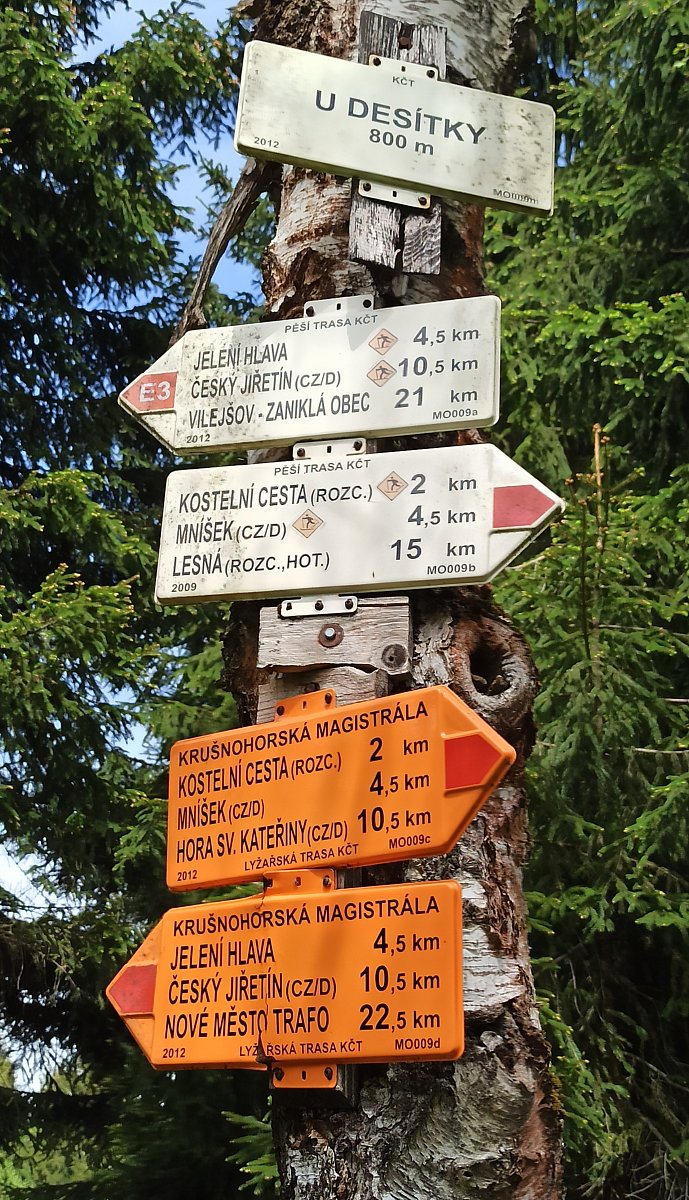 KČT
U DESÍTKY
800 m
2012
PĚŠÍ TRASA KČT
E3
JELENÍ HLAVA 4,5 km
ČESKÝ JIŘETÍN (CZ/D) 10,5 km
VILEJŠOV - ZANIKLÁ OBEC 21 km
2012 MO009a
PĚŠÍ TRASA KČT
KOSTELNÍ CESTA (ROZC.) 2 km
MNÍŠEK (CZ/D) 4,5 km
LESNÁ (ROZC.,HOT.) 15 km
2009 MO009b
KRUŠNOHORSKÁ MAGISTRÁLA
KOSTELNÍ CESTA (ROZC.) 2 km
MNÍŠEK (CZ/D) 4,5 km
HORA SV. KATEŘINY (CZ/D) 10,5 km
2012 LYŽAŘSKÁ TRASA KČT MO009c
KRUŠNOHORSKÁ MAGISTRÁLA
JELENÍ HLAVA 4,5 km
ČESKÝ JIŘETÍN (CZ/D) 10,5 km
NOVÉ MĚSTO TRAFO 22,5 km
2012 LYŽAŘSKÁ TRASA KČT MO009d